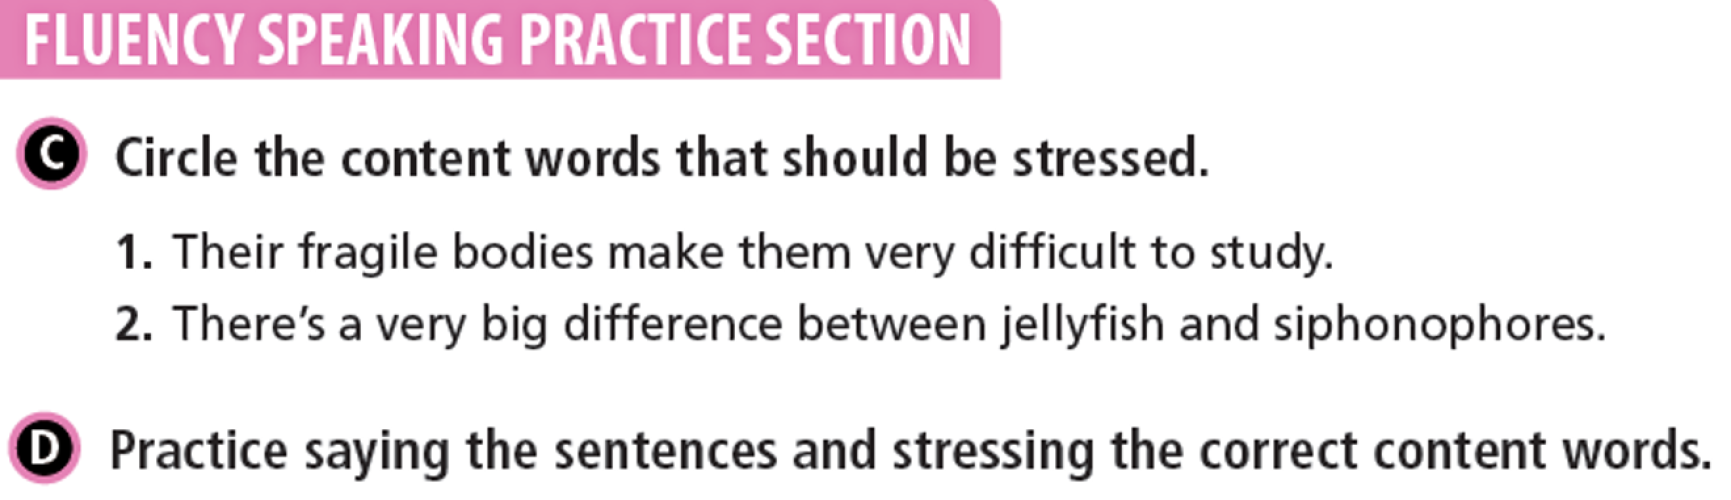 FLUENCY SPEAKING PRACTICE SECTION
C Circle the content words that should be stressed.
1. Their fragile bodies make them very difficult to study.
2. There's a very big difference between jellyfish and siphonophores.
D Practice saying the sentences and stressing the correct content words.